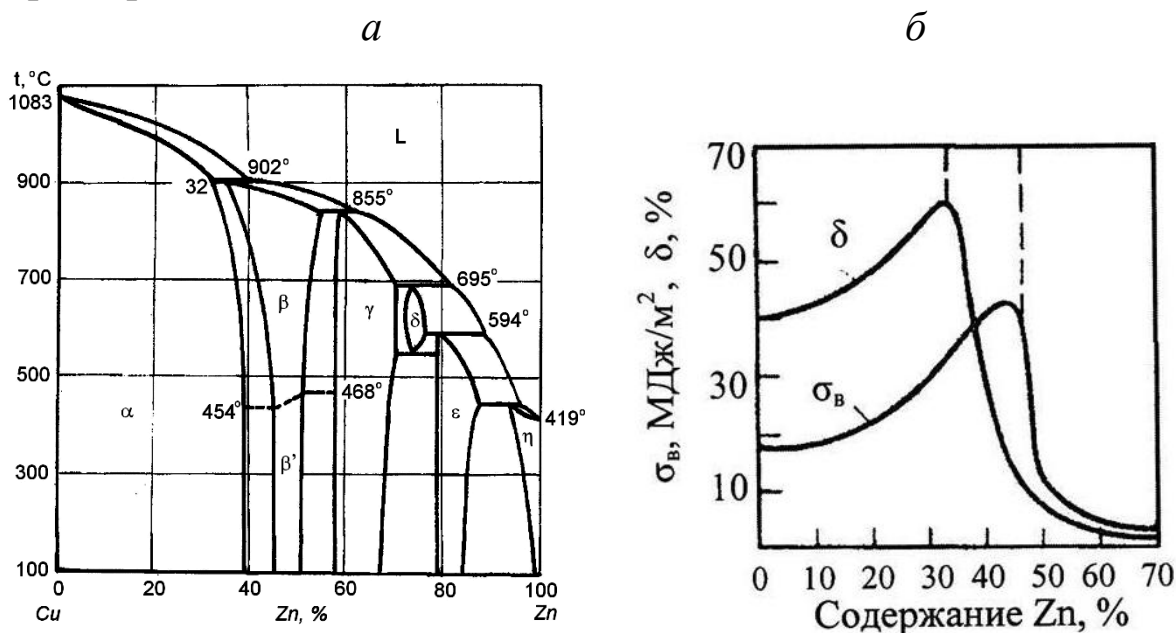 а
б
t, °C
1083
900
700
500
300
100
0
20
40
60
80
100
Cu
Zn, %
Zn
L
32
902°
855°
695°
594°
β
γ
δ
454°
468°
419°
α
β'
ε
η
70
50
30
10
σв, МДж/м², δ, %
δ
σв
0
10
20
30
40
50
60
70
Содержание Zn, %